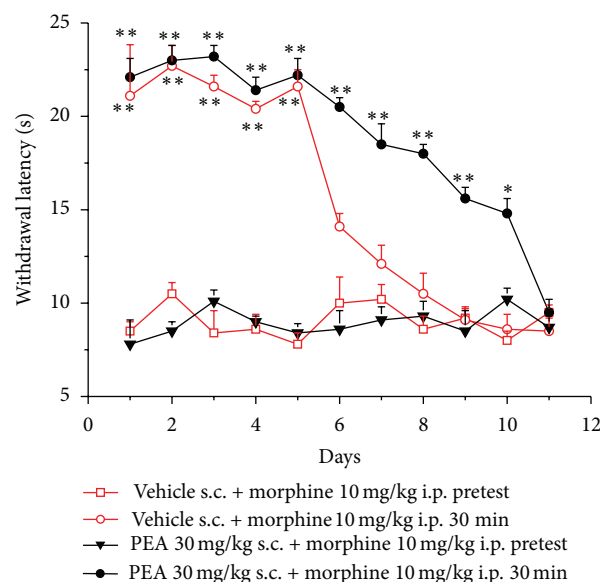 25
20
15
10
5
Withdrawal latency (s)
** ** ** ** **
** ** ** ** **
** ** ** ** *
0 2 4 6 8 10 12
Days
Vehicle s.c. + morphine 10 mg/kg i.p. pretest
Vehicle s.c. + morphine 10 mg/kg i.p. 30 min
PEA 30 mg/kg s.c. + morphine 10 mg/kg i.p. pretest
PEA 30 mg/kg s.c. + morphine 10 mg/kg i.p. 30 min